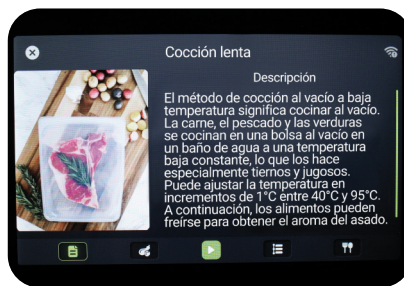 Cocción lenta
Descripción
El método de cocción al vacío a baja
temperatura significa cocinar al vacío.
La carne, el pescado y las verduras
se cocinan en una bolsa al vacío en
un baño de agua a una temperatura
baja constante, lo que los hace
especialmente tiernos y jugosos.
Puede ajustar la temperatura en
incrementos de 1°C entre 40°C y 95°C.
A continuación, los alimentos pueden
freírse para obtener el aroma del asado.